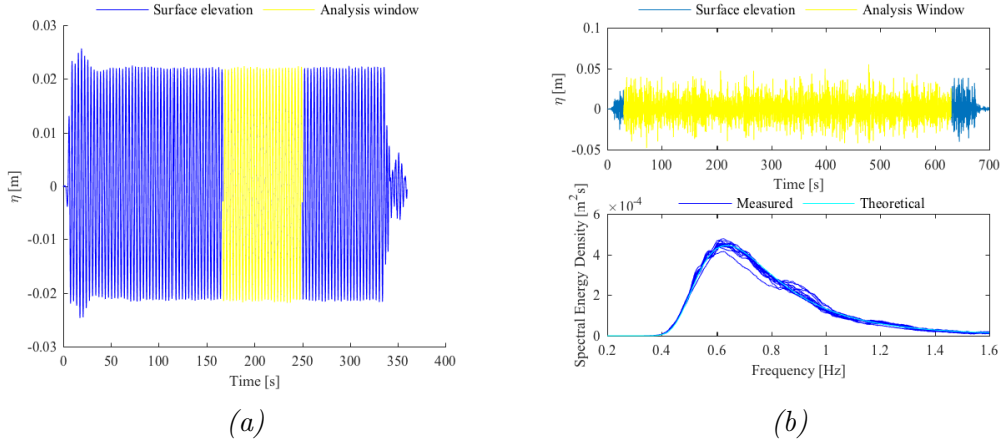 Surface elevation Analysis window
0.03
0.02
0.01
0
-0.01
-0.02
-0.03
η [m]
0 50 100 150 200 250 300 350 400
Time [s]
(a)
Surface elevation Analysis Window
0.1
0.05
0
-0.05
η [m]
0 100 200 300 400 500 600 700
Time [s]
×10⁻⁴
Measured Theoretical
6
4
2
0
Spectral Energy Density [m²s]
0.2 0.4 0.6 0.8 1 1.2 1.4 1.6
Frequency [Hz]
(b)